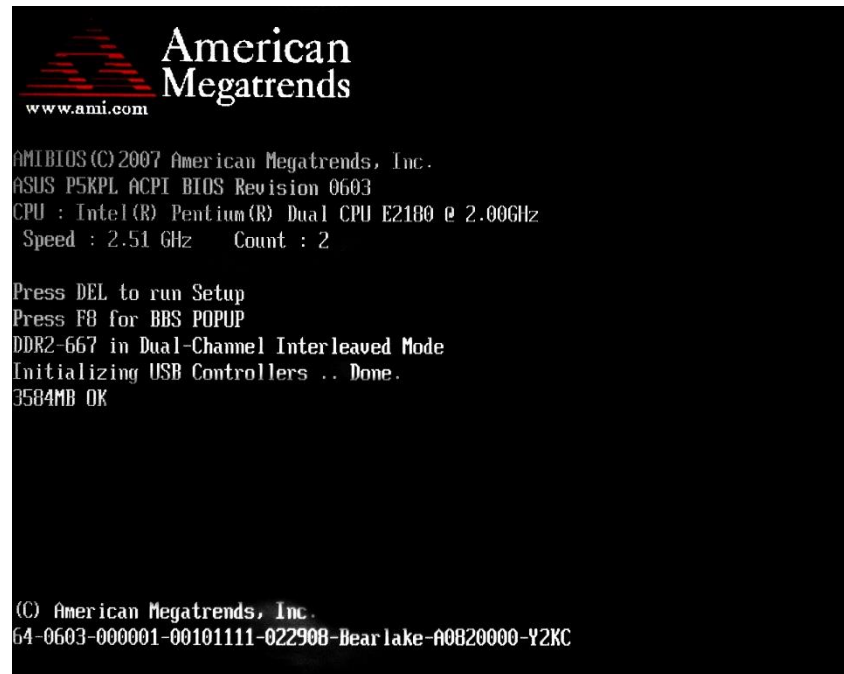 American
Megatrends
www.ami.com
AMIBIOS(C)2007 American Megatrends, Inc.
ASUS P5KPL ACPI BIOS Revision 0603
CPU : Intel(R) Pentium(R) Dual CPU E2180 @ 2.00GHz
Speed : 2.51 GHz Count : 2
Press DEL to run Setup
Press F8 for BBS POPUP
DDR2-667 in Dual-Channel Interleaved Mode
Initializing USB Controllers .. Done.
3584MB OK
(C) American Megatrends, Inc.
64-0603-000001-00101111-022908-Bearlake-A0820000-Y2KC